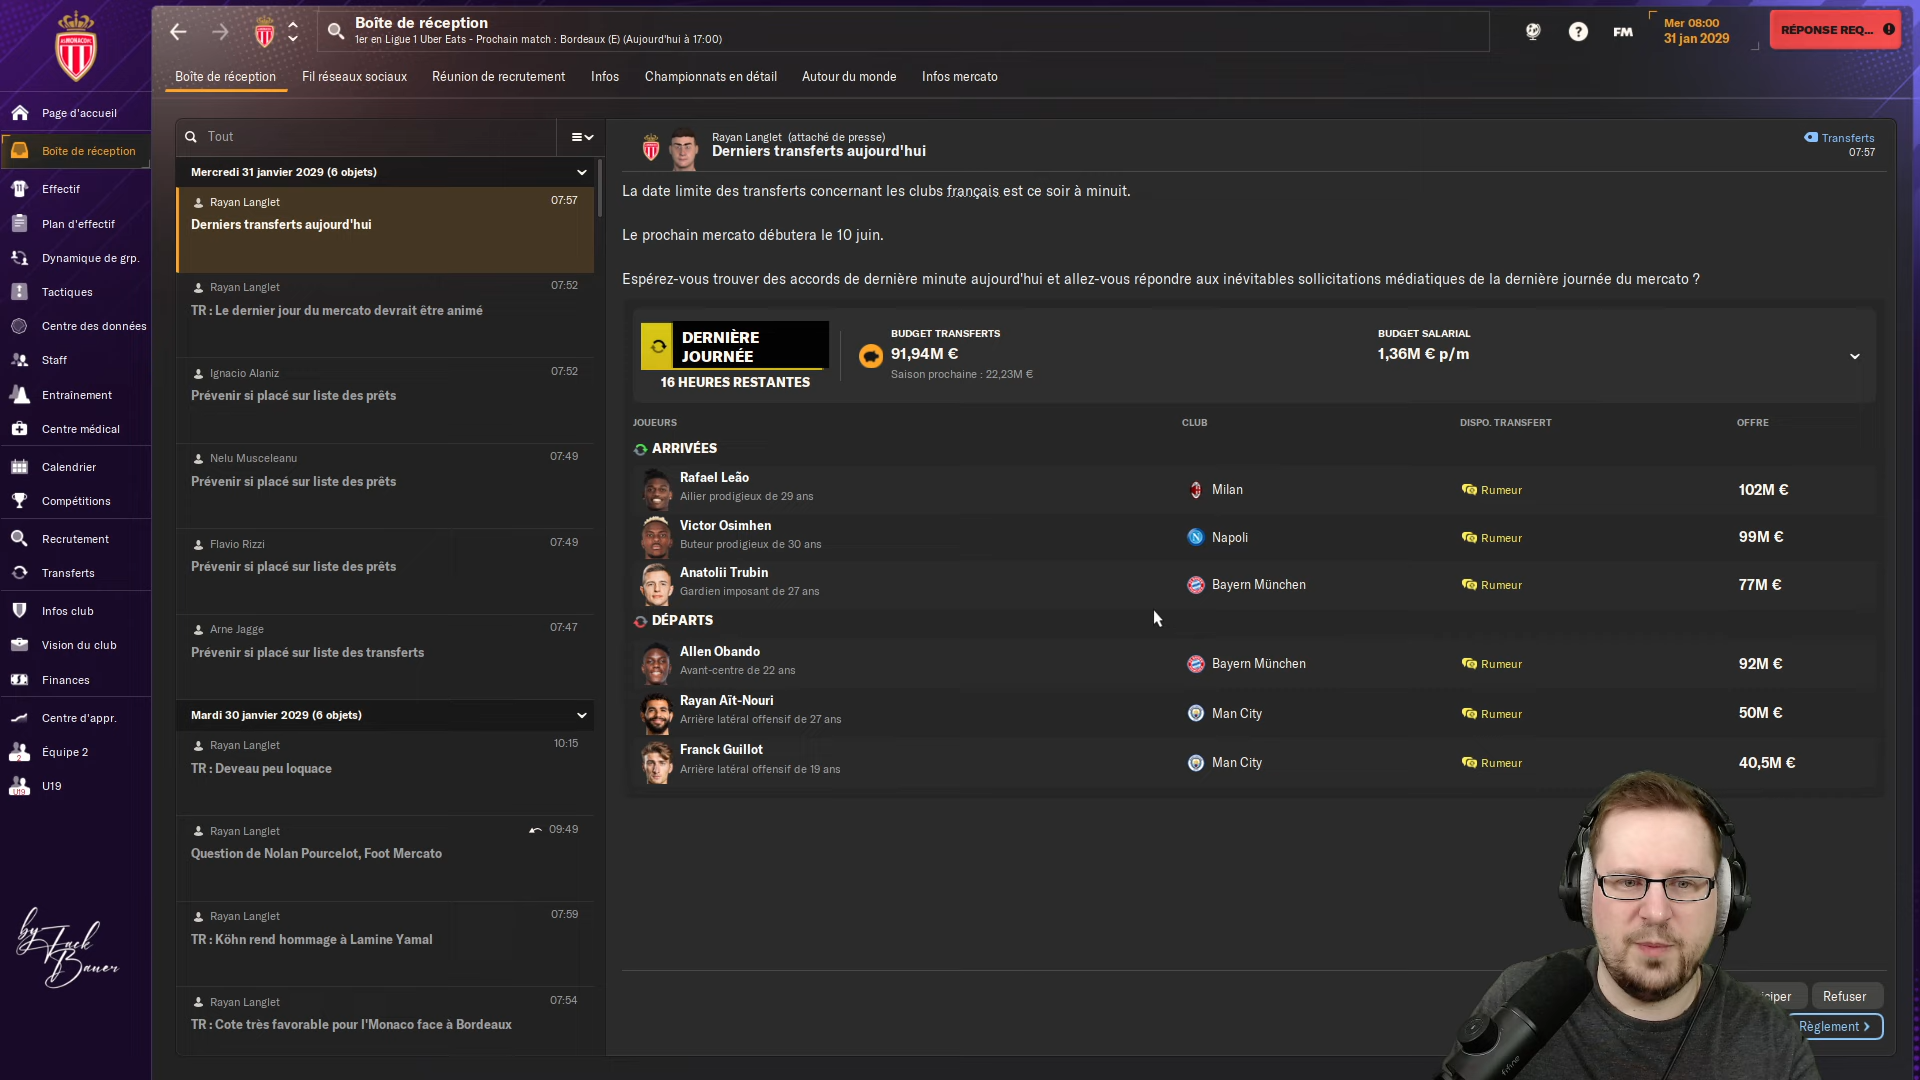 Boîte de réception
1er en Ligue 1 Uber Eats - Prochain match : Bordeaux (E) (Aujourd'hui à 17:00)
FM
Mer 08:00
31 jan 2029
RÉPONSE REQ...
Boîte de réception
Fil réseaux sociaux
Réunion de recrutement
Infos
Championnats en détail
Autour du monde
Infos mercato
Page d'accueil
Boîte de réception
Effectif
Plan d'effectif
Dynamique de grp.
Tactiques
Centre des données
Staff
Entraînement
Centre médical
Calendrier
Compétitions
Recrutement
Transferts
Infos club
Vision du club
Finances
Centre d'appr.
Équipe 2
U19
by Jack
Bauer
Tout
Mercredi 31 janvier 2029 (6 objets)
Rayan Langlet 07:57
Derniers transferts aujourd'hui
Rayan Langlet 07:52
TR : Le dernier jour du mercato devrait être animé
Ignacio Alaniz 07:52
Prévenir si placé sur liste des prêts
Nelu Musceleanu 07:49
Prévenir si placé sur liste des prêts
Flavio Rizzi 07:49
Prévenir si placé sur liste des prêts
Arne Jagge 07:47
Prévenir si placé sur liste des transferts
Mardi 30 janvier 2029 (6 objets)
Rayan Langlet 10:15
TR : Deveau peu loquace
Rayan Langlet 09:49
Question de Nolan Pourcelot, Foot Mercato
Rayan Langlet 07:59
TR : Köhn rend hommage à Lamine Yamal
Rayan Langlet 07:54
TR : Cote très favorable pour l'Monaco face à Bordeaux
Rayan Langlet (attaché de presse)
Derniers transferts aujourd'hui
Transferts
07:57
La date limite des transferts concernant les clubs français est ce soir à minuit.
Le prochain mercato débutera le 10 juin.
Espérez-vous trouver des accords de dernière minute aujourd'hui et allez-vous répondre aux inévitables sollicitations médiatiques de la dernière journée du mercato ?
DERNIÈRE
JOURNÉE
16 HEURES RESTANTES
BUDGET TRANSFERTS
91,94M €
Saison prochaine : 22,23M €
BUDGET SALARIAL
1,36M € p/m
JOUEURS CLUB DISPO. TRANSFERT OFFRE
ARRIVÉES
Rafael Leão
Ailier prodigieux de 29 ans
Milan Rumeur 102M €
Victor Osimhen
Buteur prodigieux de 30 ans
Napoli Rumeur 99M €
Anatolii Trubin
Gardien imposant de 27 ans
Bayern München Rumeur 77M €
DÉPARTS
Allen Obando
Avant-centre de 22 ans
Bayern München Rumeur 92M €
Rayan Aït-Nouri
Arrière latéral offensif de 27 ans
Man City Rumeur 50M €
Franck Guillot
Arrière latéral offensif de 19 ans
Man City Rumeur 40,5M €
Refuser
Règlement